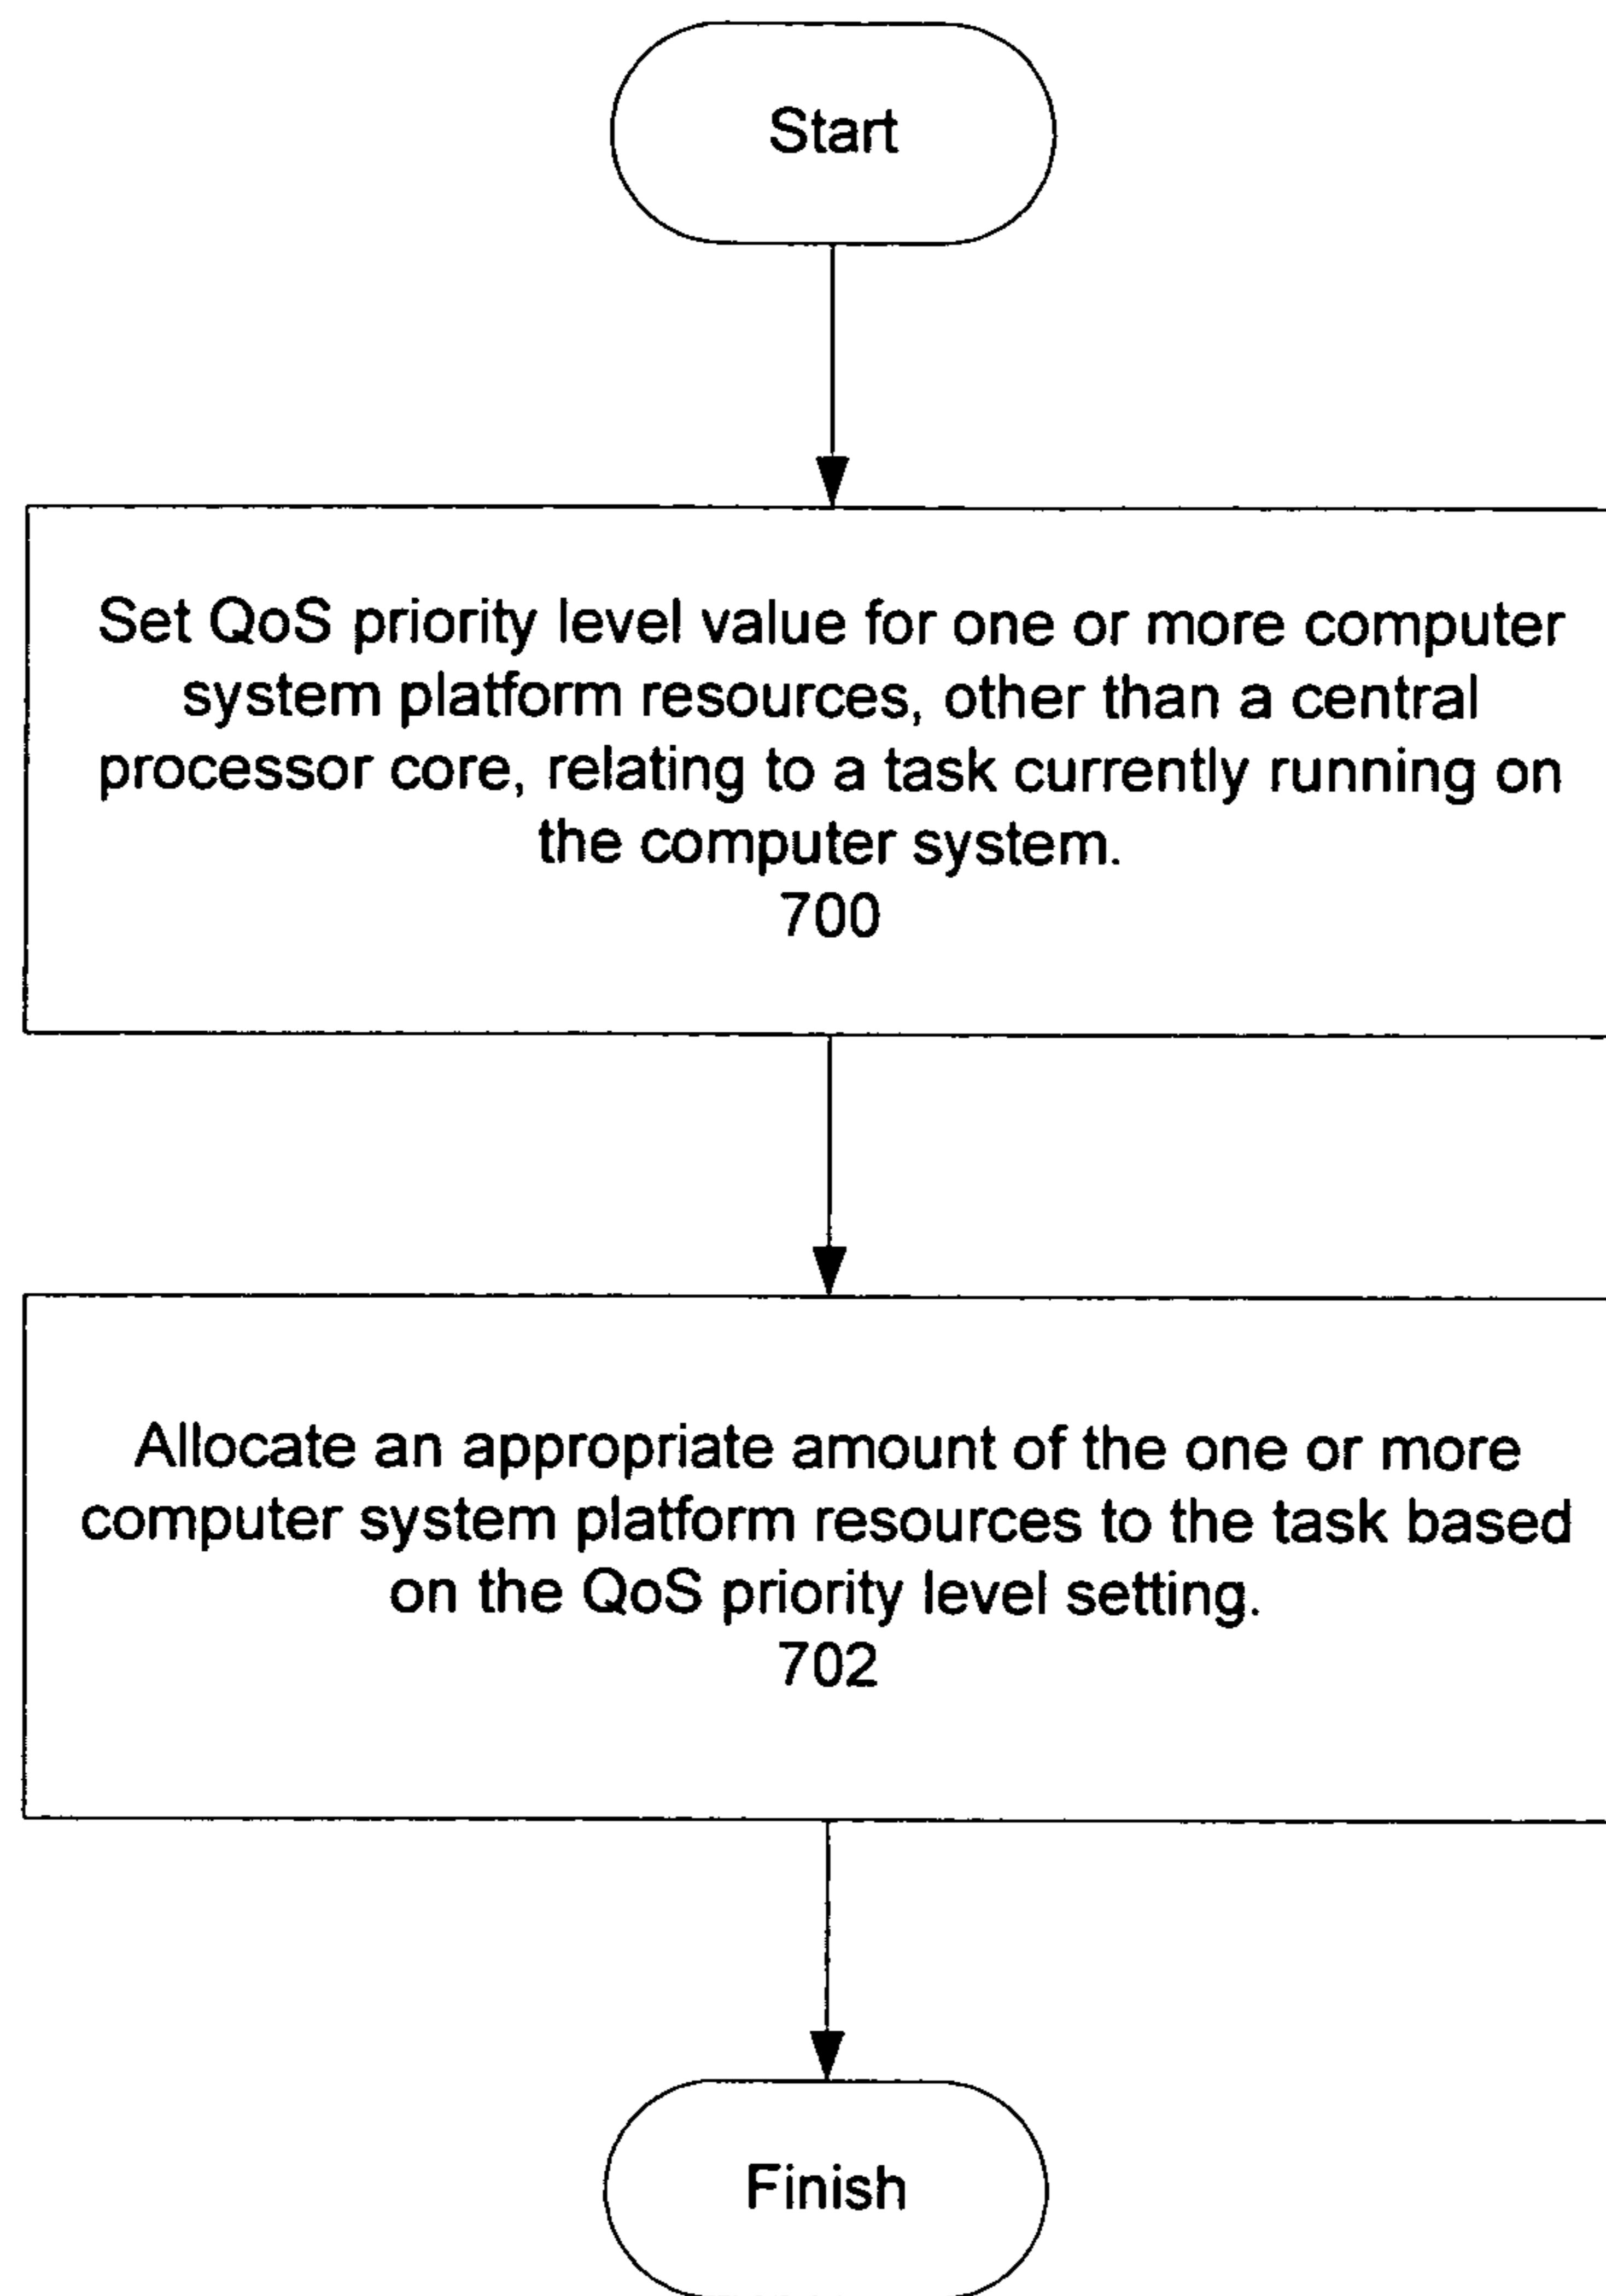 Start
Set QoS priority level value for one or more computer
system platform resources, other than a central
processor core, relating to a task currently running on
the computer system.
700
Allocate an appropriate amount of the one or more
computer system platform resources to the task based
on the QoS priority level setting.
702
Finish